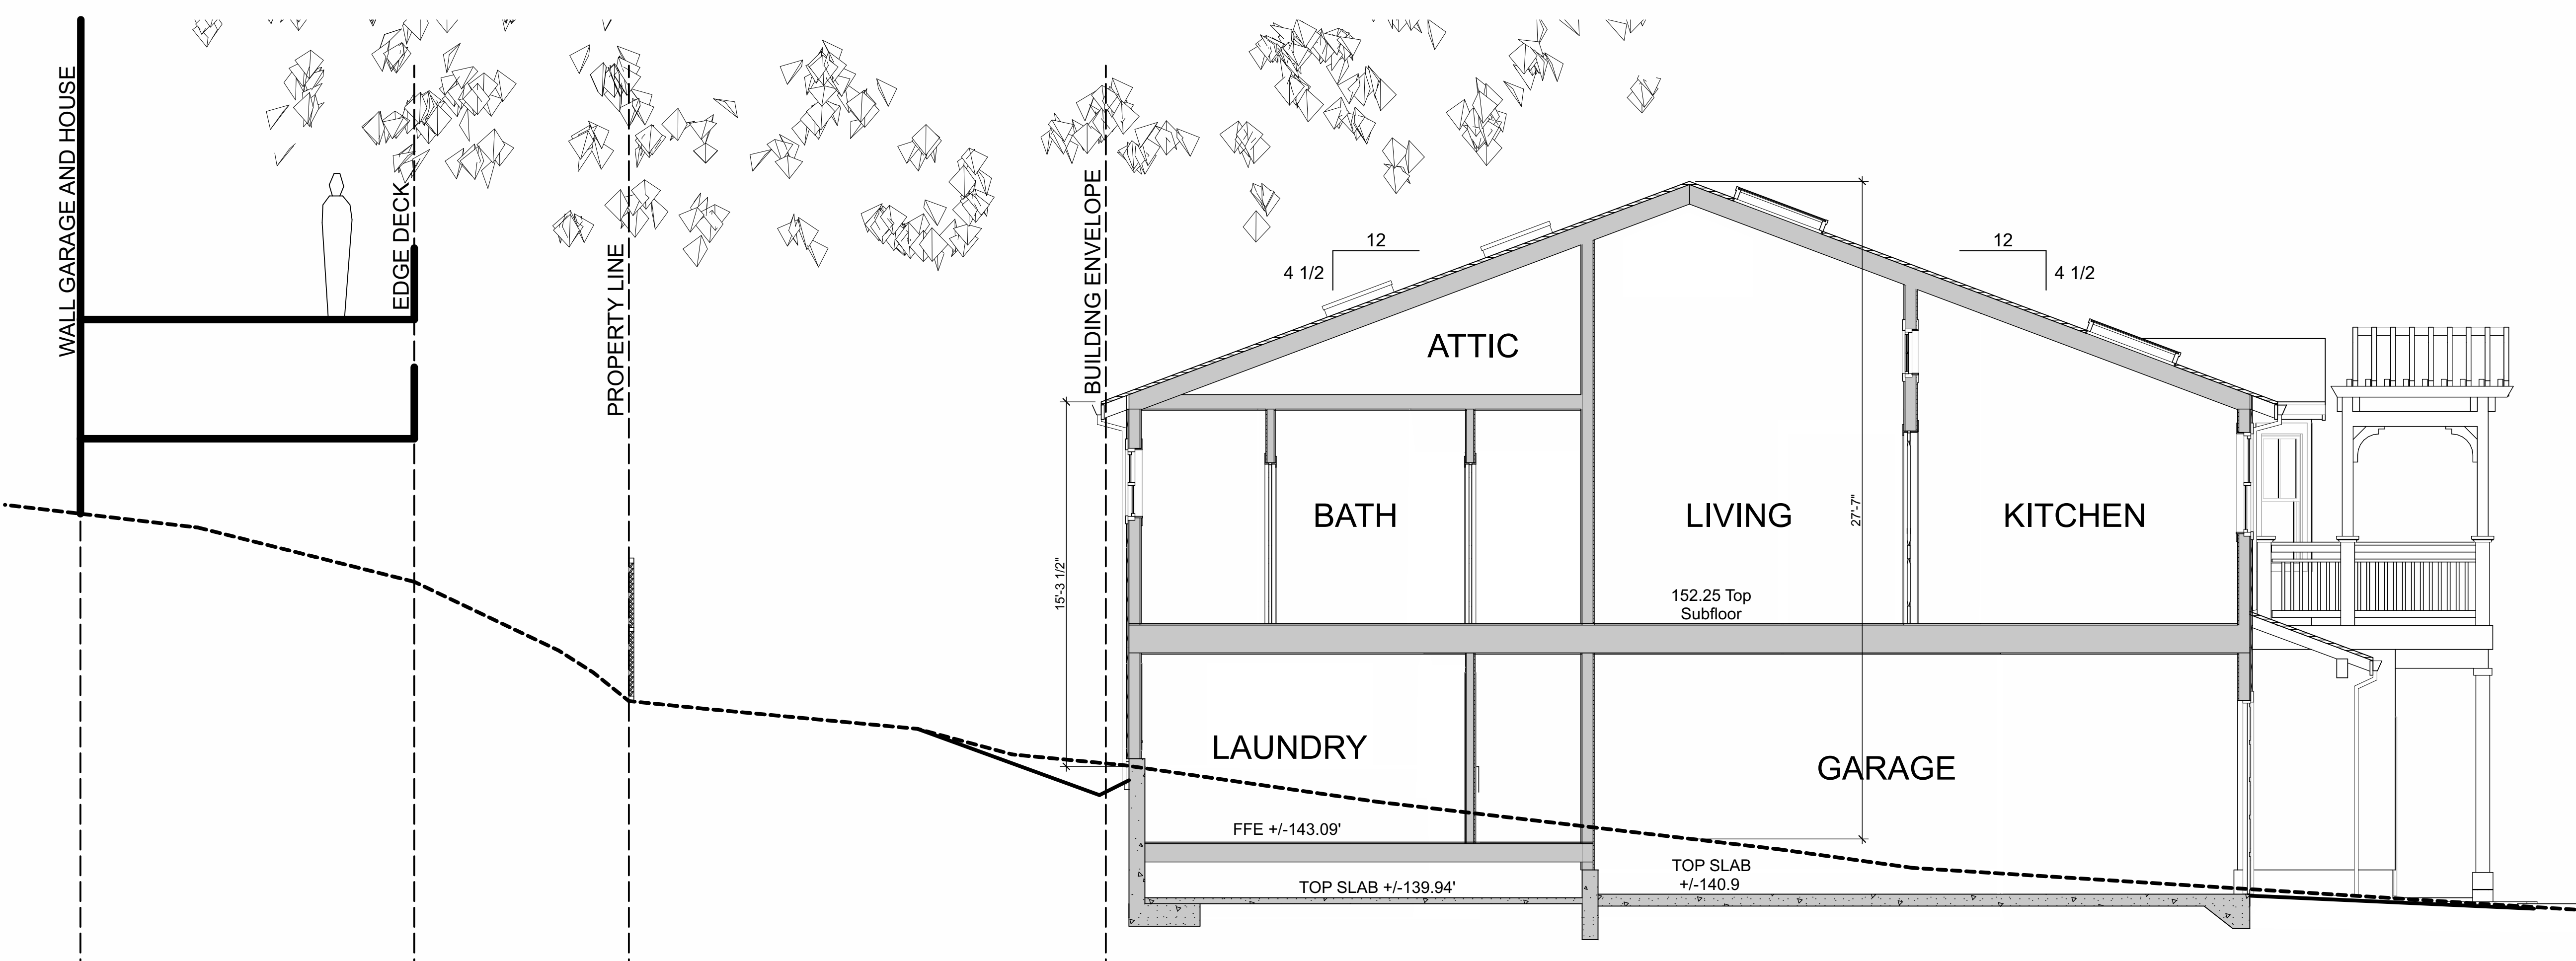 WALL GARAGE AND HOUSE
EDGE DECK
PROPERTY LINE
BUILDING ENVELOPE
12
4 1/2
12
4 1/2
ATTIC
BATH
LIVING
KITCHEN
15'-3 1/2"
27'-7"
152.25 Top
Subfloor
LAUNDRY
GARAGE
FFE +/-143.09'
TOP SLAB +/-139.94'
TOP SLAB
+/-140.9